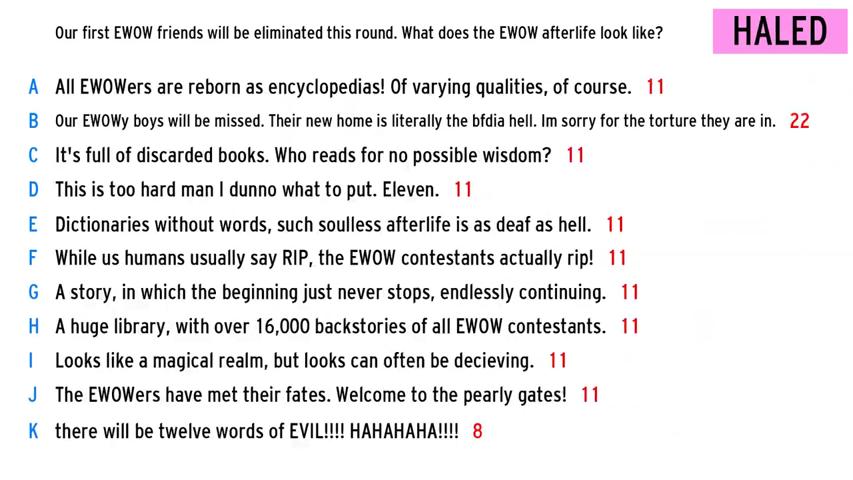 Our first EWOW friends will be eliminated this round. What does the EWOW afterlife look like?
HALED
A All EWOWers are reborn as encyclopedias! Of varying qualities, of course. 11
B Our EWOWy boys will be missed. Their new home is literally the bfdia hell. Im sorry for the torture they are in. 22
C It's full of discarded books. Who reads for no possible wisdom? 11
D This is too hard man I dunno what to put. Eleven. 11
E Dictionaries without words, such soulless afterlife is as deaf as hell. 11
F While us humans usually say RIP, the EWOW contestants actually rip! 11
G A story, in which the beginning just never stops, endlessly continuing. 11
H A huge library, with over 16,000 backstories of all EWOW contestants. 11
I Looks like a magical realm, but looks can often be decieving. 11
J The EWOWers have met their fates. Welcome to the pearly gates! 11
K there will be twelve words of EVIL!!!! HAHAHAHA!!!! 8